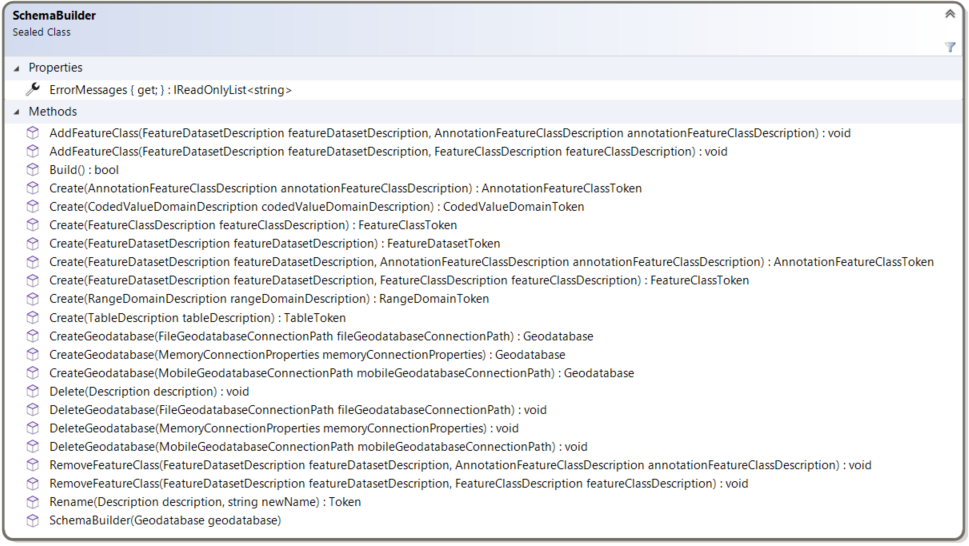 SchemaBuilder
Sealed Class
Properties
ErrorMessages { get; } : IReadOnlyList<string>
Methods
AddFeatureClass(FeatureDatasetDescription featureDatasetDescription, AnnotationFeatureClassDescription annotationFeatureClassDescription) : void
AddFeatureClass(FeatureDatasetDescription featureDatasetDescription, FeatureClassDescription featureClassDescription) : void
Build() : bool
Create(AnnotationFeatureClassDescription annotationFeatureClassDescription) : AnnotationFeatureClassToken
Create(CodedValueDomainDescription codedValueDomainDescription) : CodedValueDomainToken
Create(FeatureClassDescription featureClassDescription) : FeatureClassToken
Create(FeatureDatasetDescription featureDatasetDescription) : FeatureDatasetToken
Create(FeatureDatasetDescription featureDatasetDescription, AnnotationFeatureClassDescription annotationFeatureClassDescription) : AnnotationFeatureClassToken
Create(FeatureDatasetDescription featureDatasetDescription, FeatureClassDescription featureClassDescription) : FeatureClassToken
Create(RangeDomainDescription rangeDomainDescription) : RangeDomainToken
Create(TableDescription tableDescription) : TableToken
CreateGeodatabase(FileGeodatabaseConnectionPath fileGeodatabaseConnectionPath) : Geodatabase
CreateGeodatabase(MemoryConnectionProperties memoryConnectionProperties) : Geodatabase
CreateGeodatabase(MobileGeodatabaseConnectionPath mobileGeodatabaseConnectionPath) : Geodatabase
Delete(Description description) : void
DeleteGeodatabase(FileGeodatabaseConnectionPath fileGeodatabaseConnectionPath) : void
DeleteGeodatabase(MemoryConnectionProperties memoryConnectionProperties) : void
DeleteGeodatabase(MobileGeodatabaseConnectionPath mobileGeodatabaseConnectionPath) : void
RemoveFeatureClass(FeatureDatasetDescription featureDatasetDescription, AnnotationFeatureClassDescription annotationFeatureClassDescription) : void
RemoveFeatureClass(FeatureDatasetDescription featureDatasetDescription, FeatureClassDescription featureClassDescription) : void
Rename(Description description, string newName) : Token
SchemaBuilder(Geodatabase geodatabase)